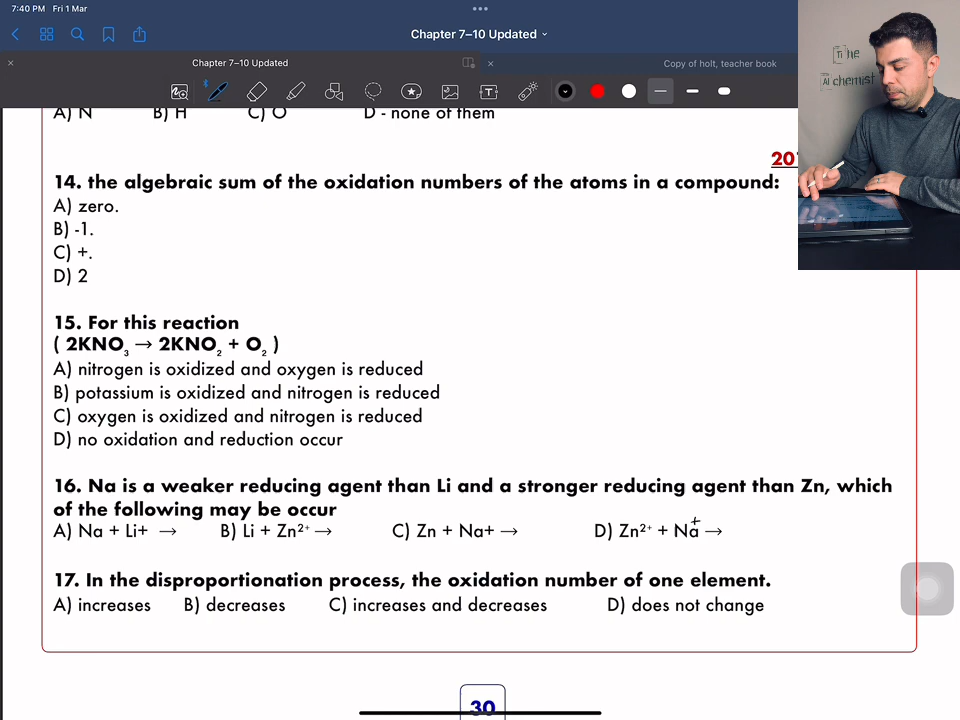 7:40 PM Fri 1 Mar
Chapter 7–10 Updated
Chapter 7–10 Updated
Copy of holt, teacher book
[Ti]he
[Al]chemist
A) N B) H C) O D - none of them
14. the algebraic sum of the oxidation numbers of the atoms in a compound:
A) zero.
B) -1.
C) +.
D) 2
15. For this reaction
( 2KNO₃ → 2KNO₂ + O₂ )
A) nitrogen is oxidized and oxygen is reduced
B) potassium is oxidized and nitrogen is reduced
C) oxygen is oxidized and nitrogen is reduced
D) no oxidation and reduction occur
16. Na is a weaker reducing agent than Li and a stronger reducing agent than Zn, which
of the following may be occur
A) Na + Li+ → B) Li + Zn²⁺ → C) Zn + Na+ → D) Zn²⁺ + Na⁺ →
17. In the disproportionation process, the oxidation number of one element.
A) increases B) decreases C) increases and decreases D) does not change
30